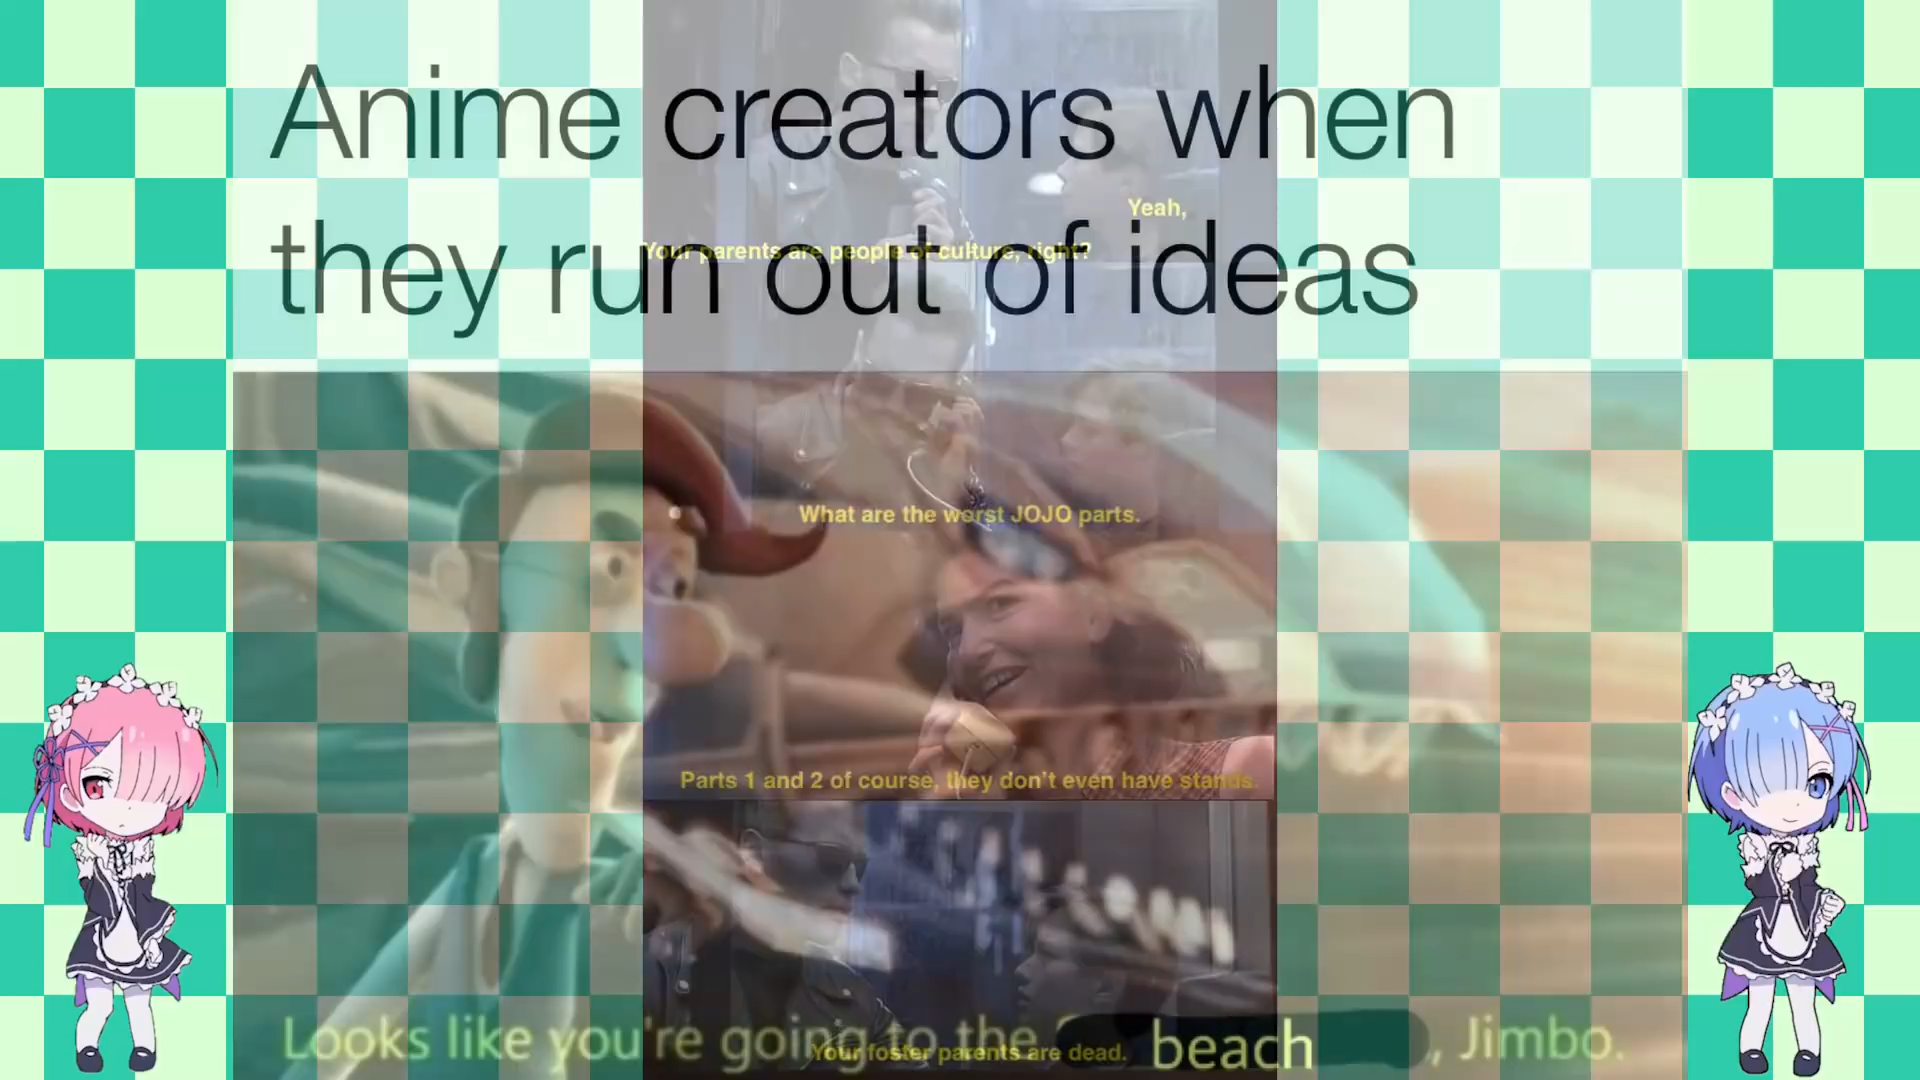 Anime creators when
they run out of ideas
Yeah,
Your parents are people of culture, right?
What are the worst JOJO parts.
Parts 1 and 2 of course, they don't even have stands.
Looks like you're going to the beach, Jimbo.
Your foster parents are dead.